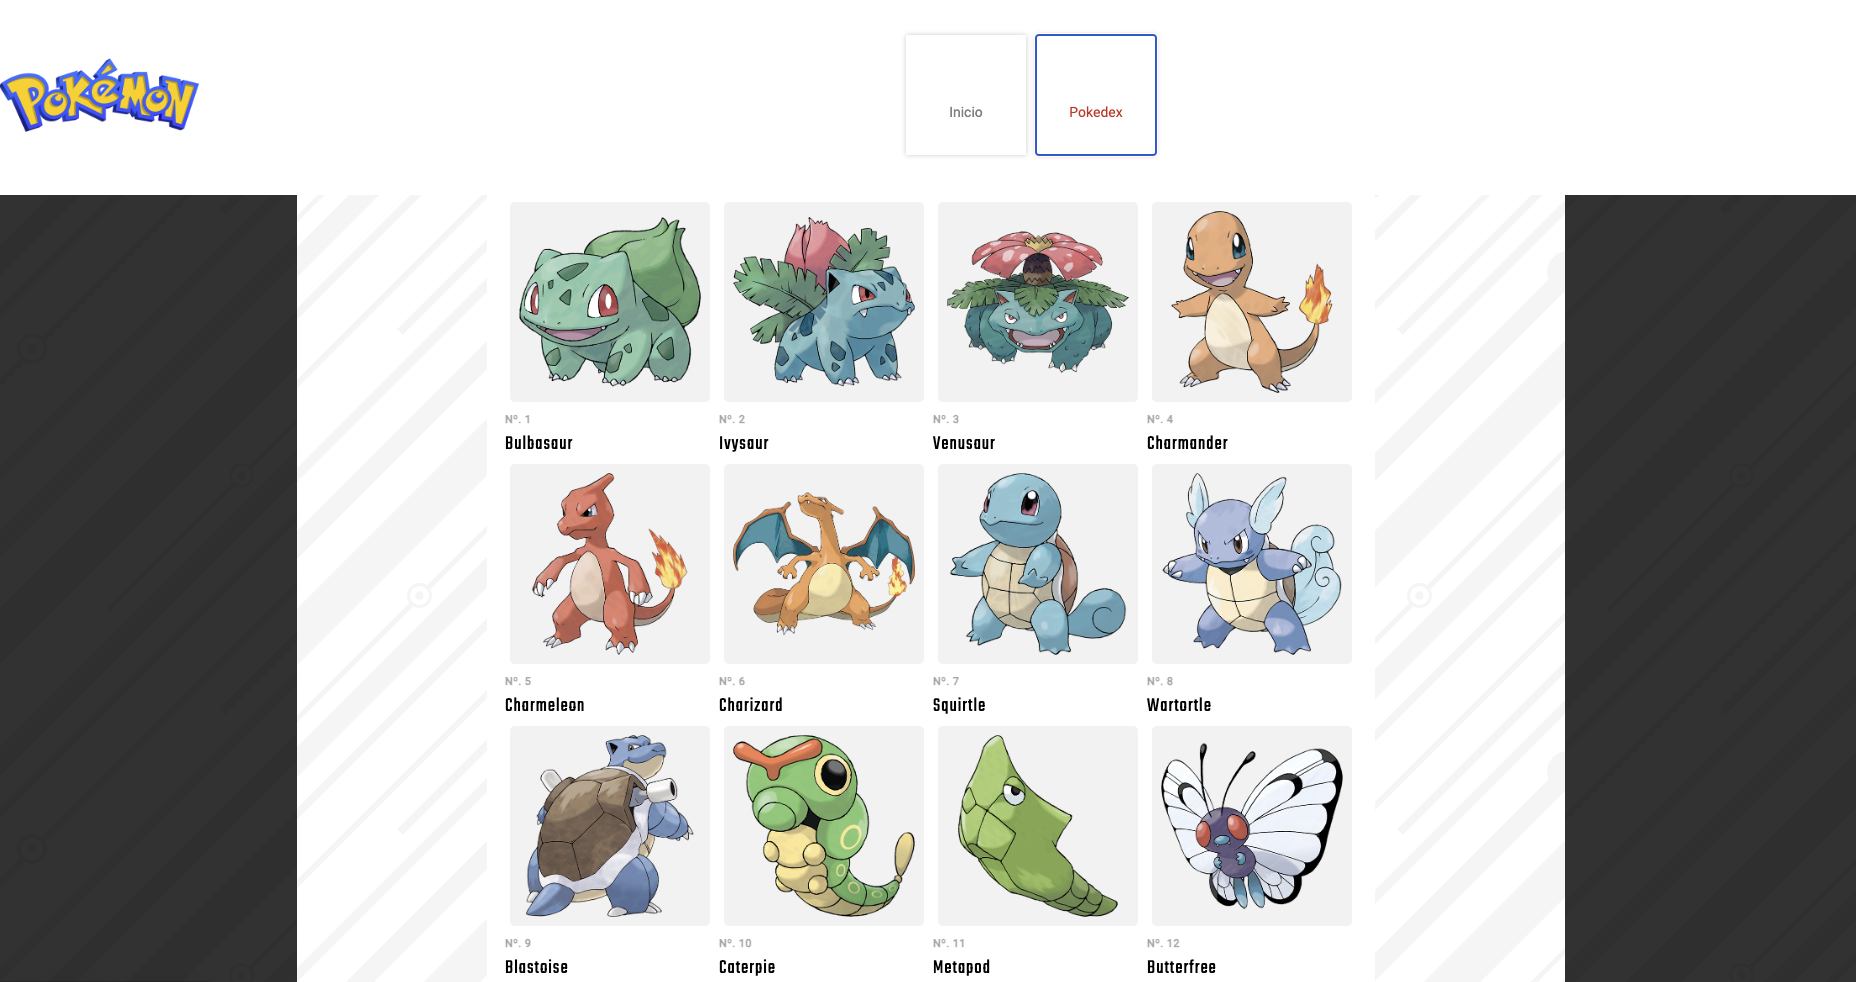 POKéMON
Inicio
Pokedex
Nº. 1
Bulbasaur
Nº. 2
Ivysaur
Nº. 3
Venusaur
Nº. 4
Charmander
Nº. 5
Charmeleon
Nº. 6
Charizard
Nº. 7
Squirtle
Nº. 8
Wartortle
Nº. 9
Blastoise
Nº. 10
Caterpie
Nº. 11
Metapod
Nº. 12
Butterfree